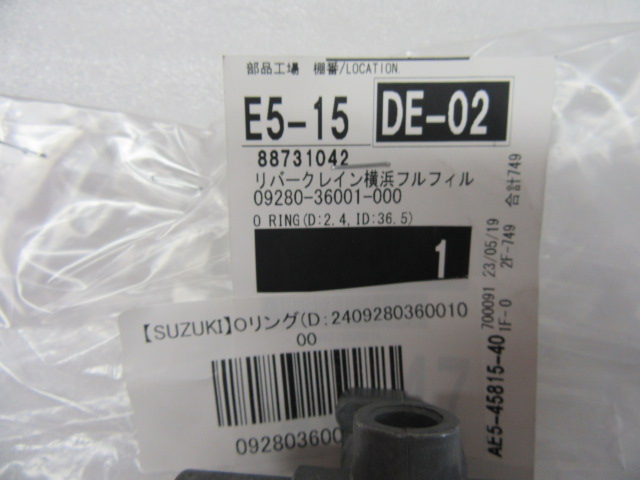 部品工場 棚番/LOCATION
E5-15 DE-02
88731042
リバークレイン横浜フルフィル
09280-36001-000
O RING(D:2.4,ID:36.5)
1
【SUZUKI】Oリング(D:2409280360010
00
092803600
合計749
23/05/19 2F-749
700091 1F-0
AE5-45815-40